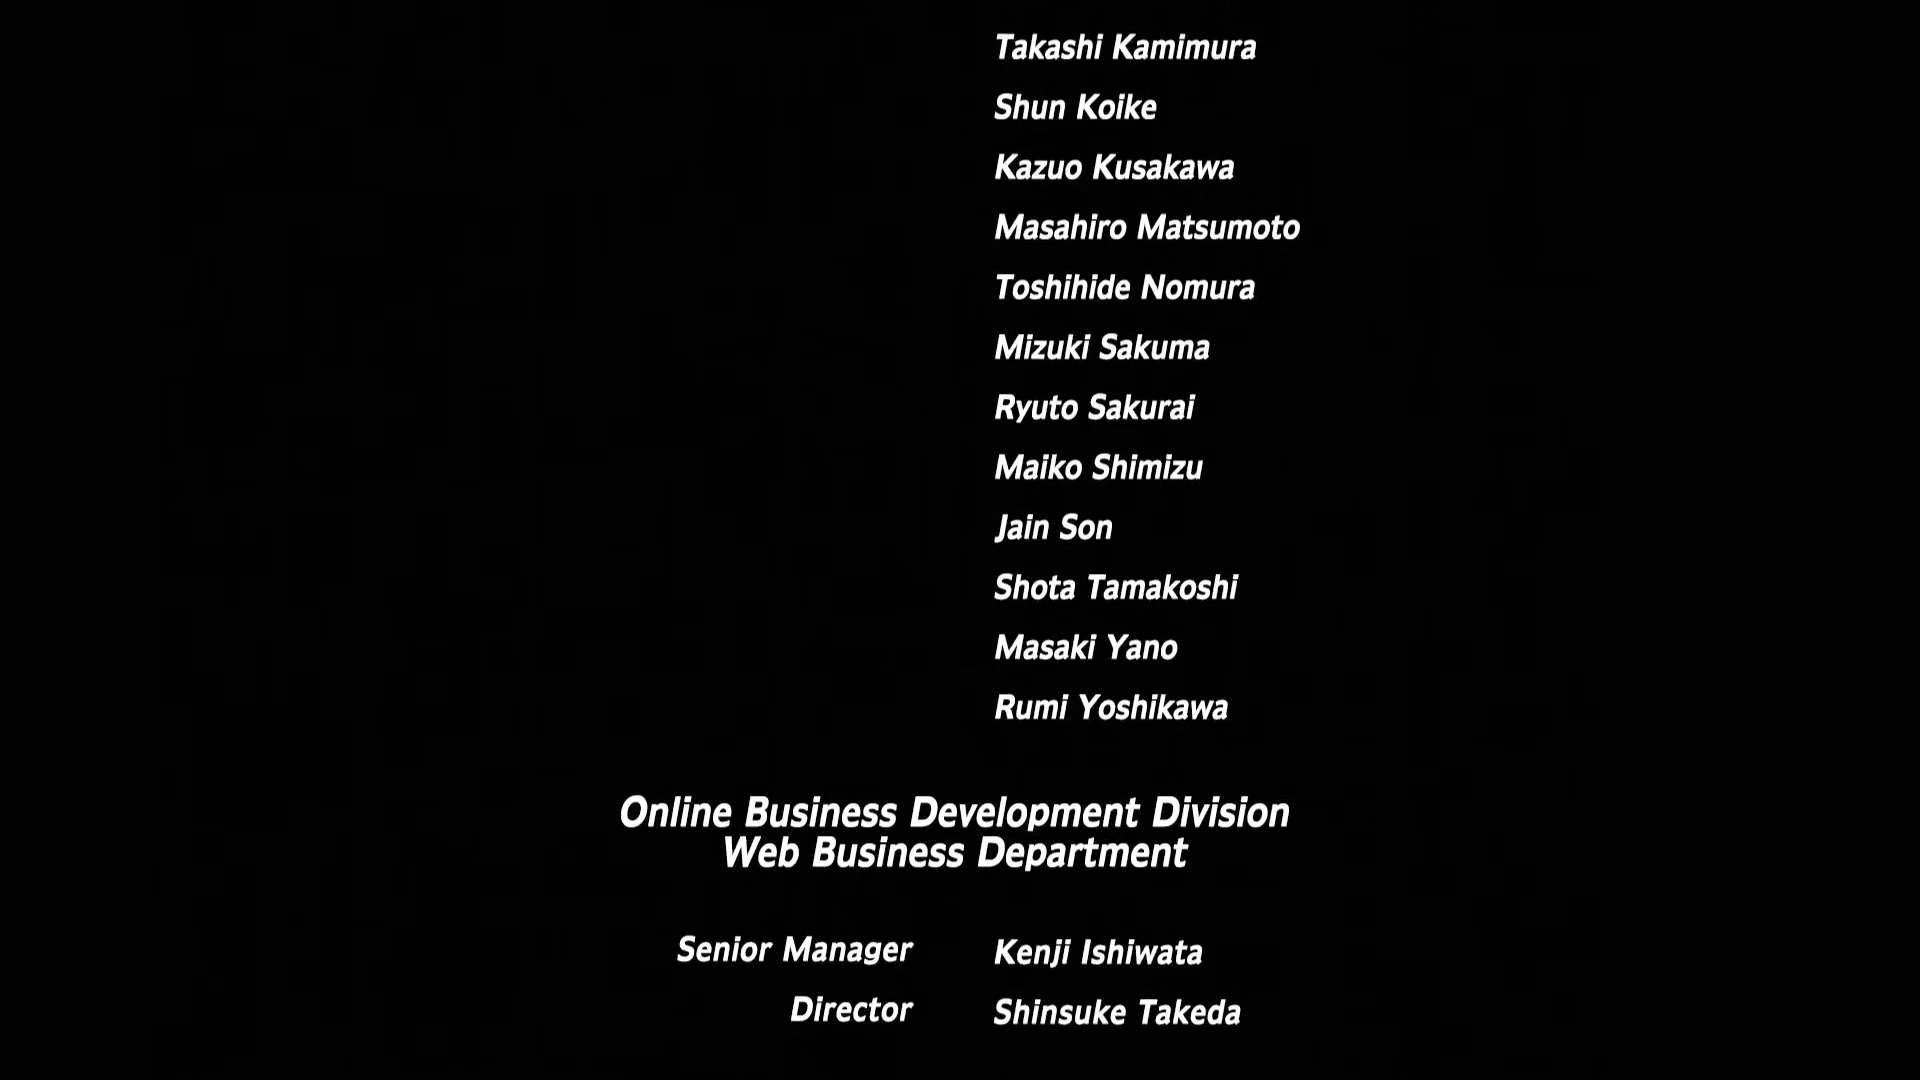 Takashi Kamimura
Shun Koike
Kazuo Kusakawa
Masahiro Matsumoto
Toshihide Nomura
Mizuki Sakuma
Ryuto Sakurai
Maiko Shimizu
Jain Son
Shota Tamakoshi
Masaki Yano
Rumi Yoshikawa
Online Business Development Division
Web Business Department
Senior Manager Kenji Ishiwata
Director Shinsuke Takeda